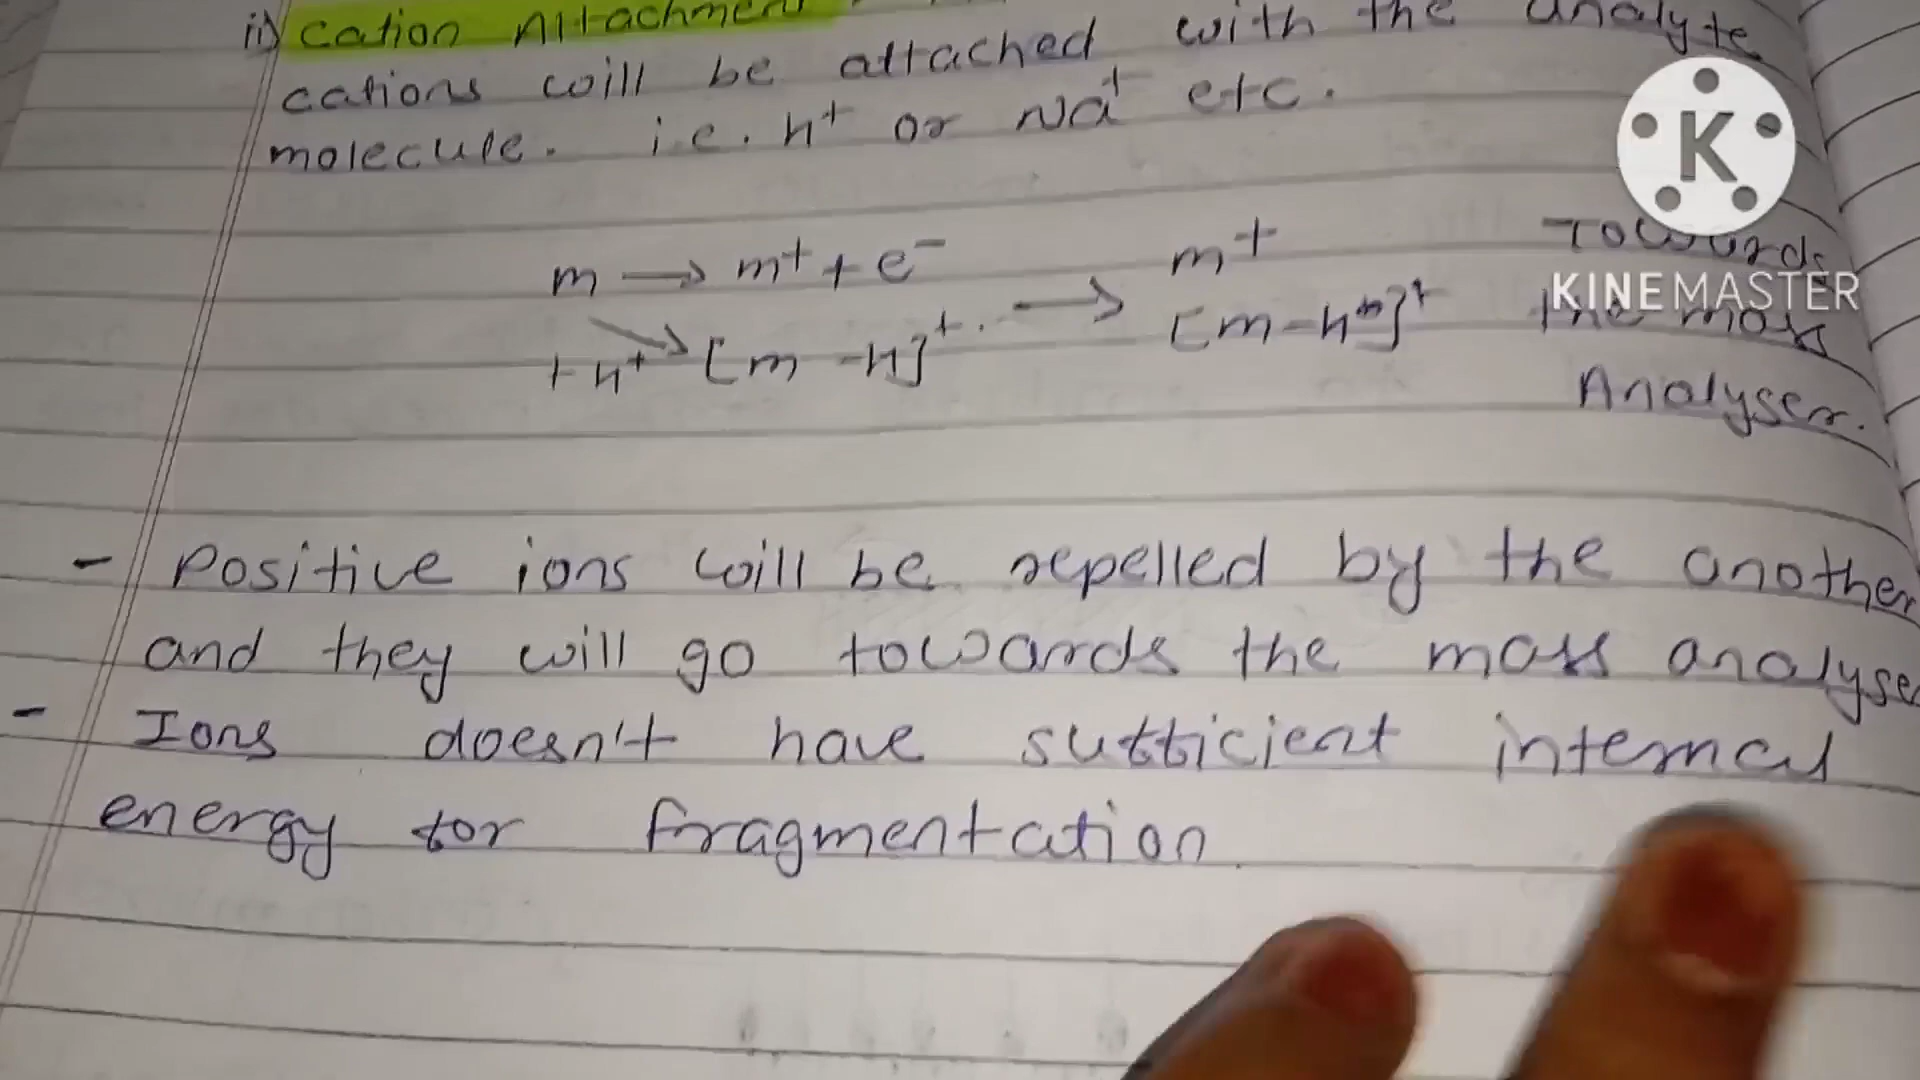 ii) cation Attachment
cations will be attached with the analyte
molecule. i.e. H+ or Na+ etc.
m → m+ + e- → m+ Towards
+ H+ ↘ [m - H]+. [m-H]+ the mass
Analyser.
- Positive ions will be repelled by the another
and they will go towards the mass analyse
- Ions doesn't have sufficient internal
energy for fragmentation
K
KINEMASTER